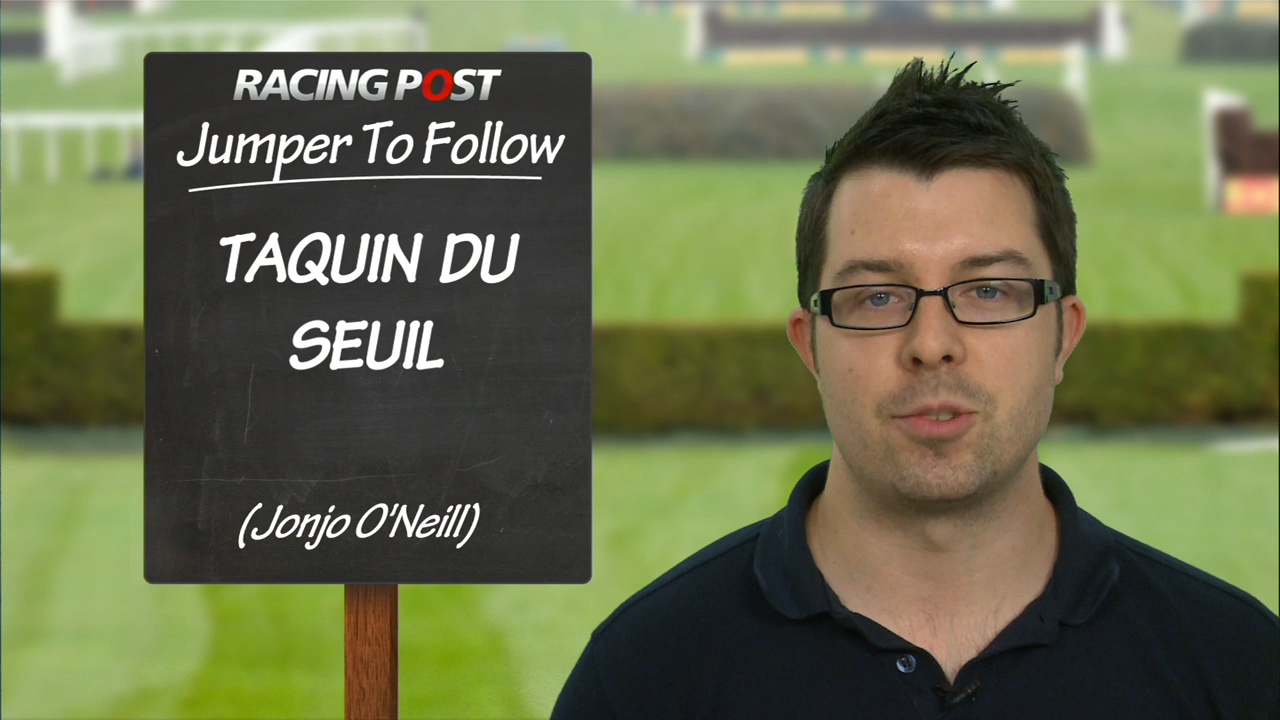 RACING POST
Jumper To Follow
TAQUIN DU
SEUIL
(Jonjo O'Neill)